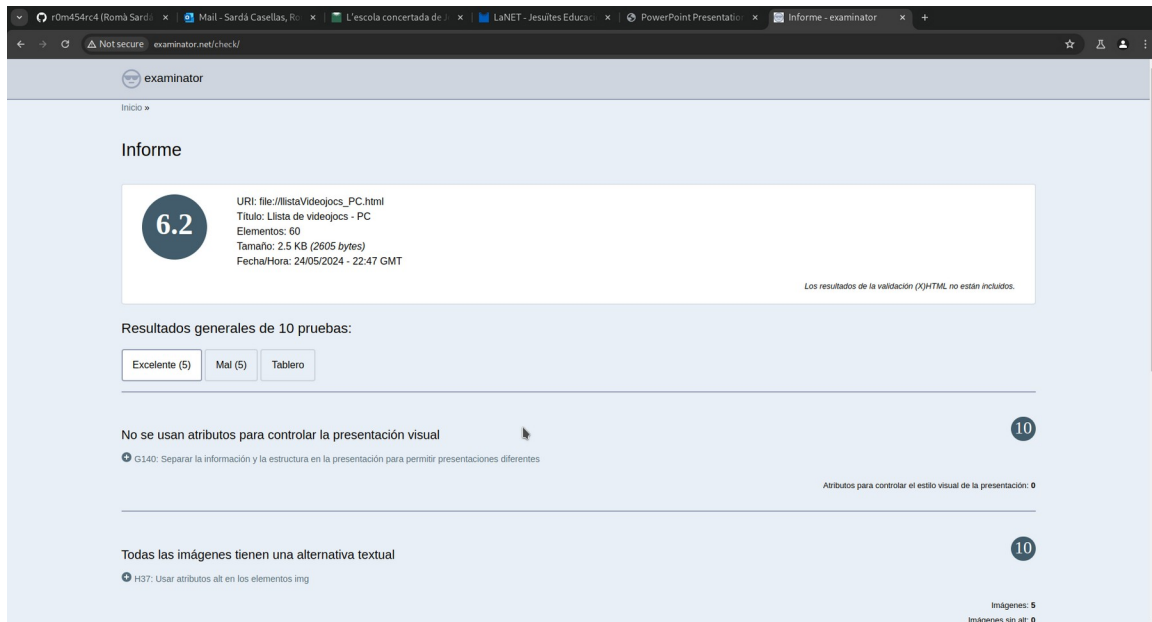 r0m454rc4 (Romà Sardà
Mail - Sardá Casellas, Ro
L'escola concertada de J
LaNET - Jesuïtes Educac
PowerPoint Presentation
Informe - examinator
Not secure examinator.net/check/
examinator
Inicio »
Informe
6.2
URI: file://llistaVideojocs_PC.html
Título: Llista de videojocs - PC
Elementos: 60
Tamaño: 2.5 KB (2605 bytes)
Fecha/Hora: 24/05/2024 - 22:47 GMT
Los resultados de la validación (X)HTML no están incluidos.
Resultados generales de 10 pruebas:
Excelente (5) Mal (5) Tablero
No se usan atributos para controlar la presentación visual
10
G140: Separar la información y la estructura en la presentación para permitir presentaciones diferentes
Atributos para controlar el estilo visual de la presentación: 0
Todas las imágenes tienen una alternativa textual
10
H37: Usar atributos alt en los elementos img
Imágenes: 5
Imágenes sin alt: 0